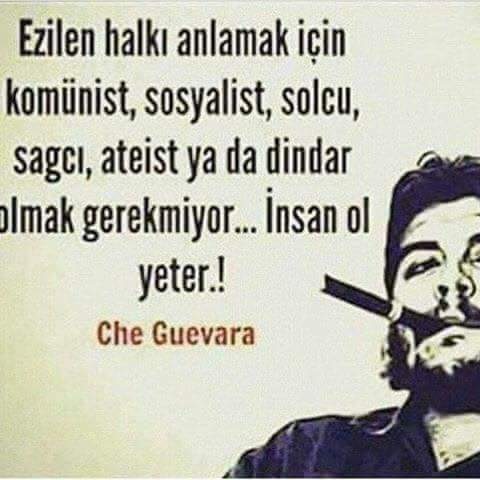 Ezilen halkı anlamak için
komünist, sosyalist, solcu,
sagcı, ateist ya da dindar
olmak gerekmiyor... İnsan ol
yeter.!
Che Guevara